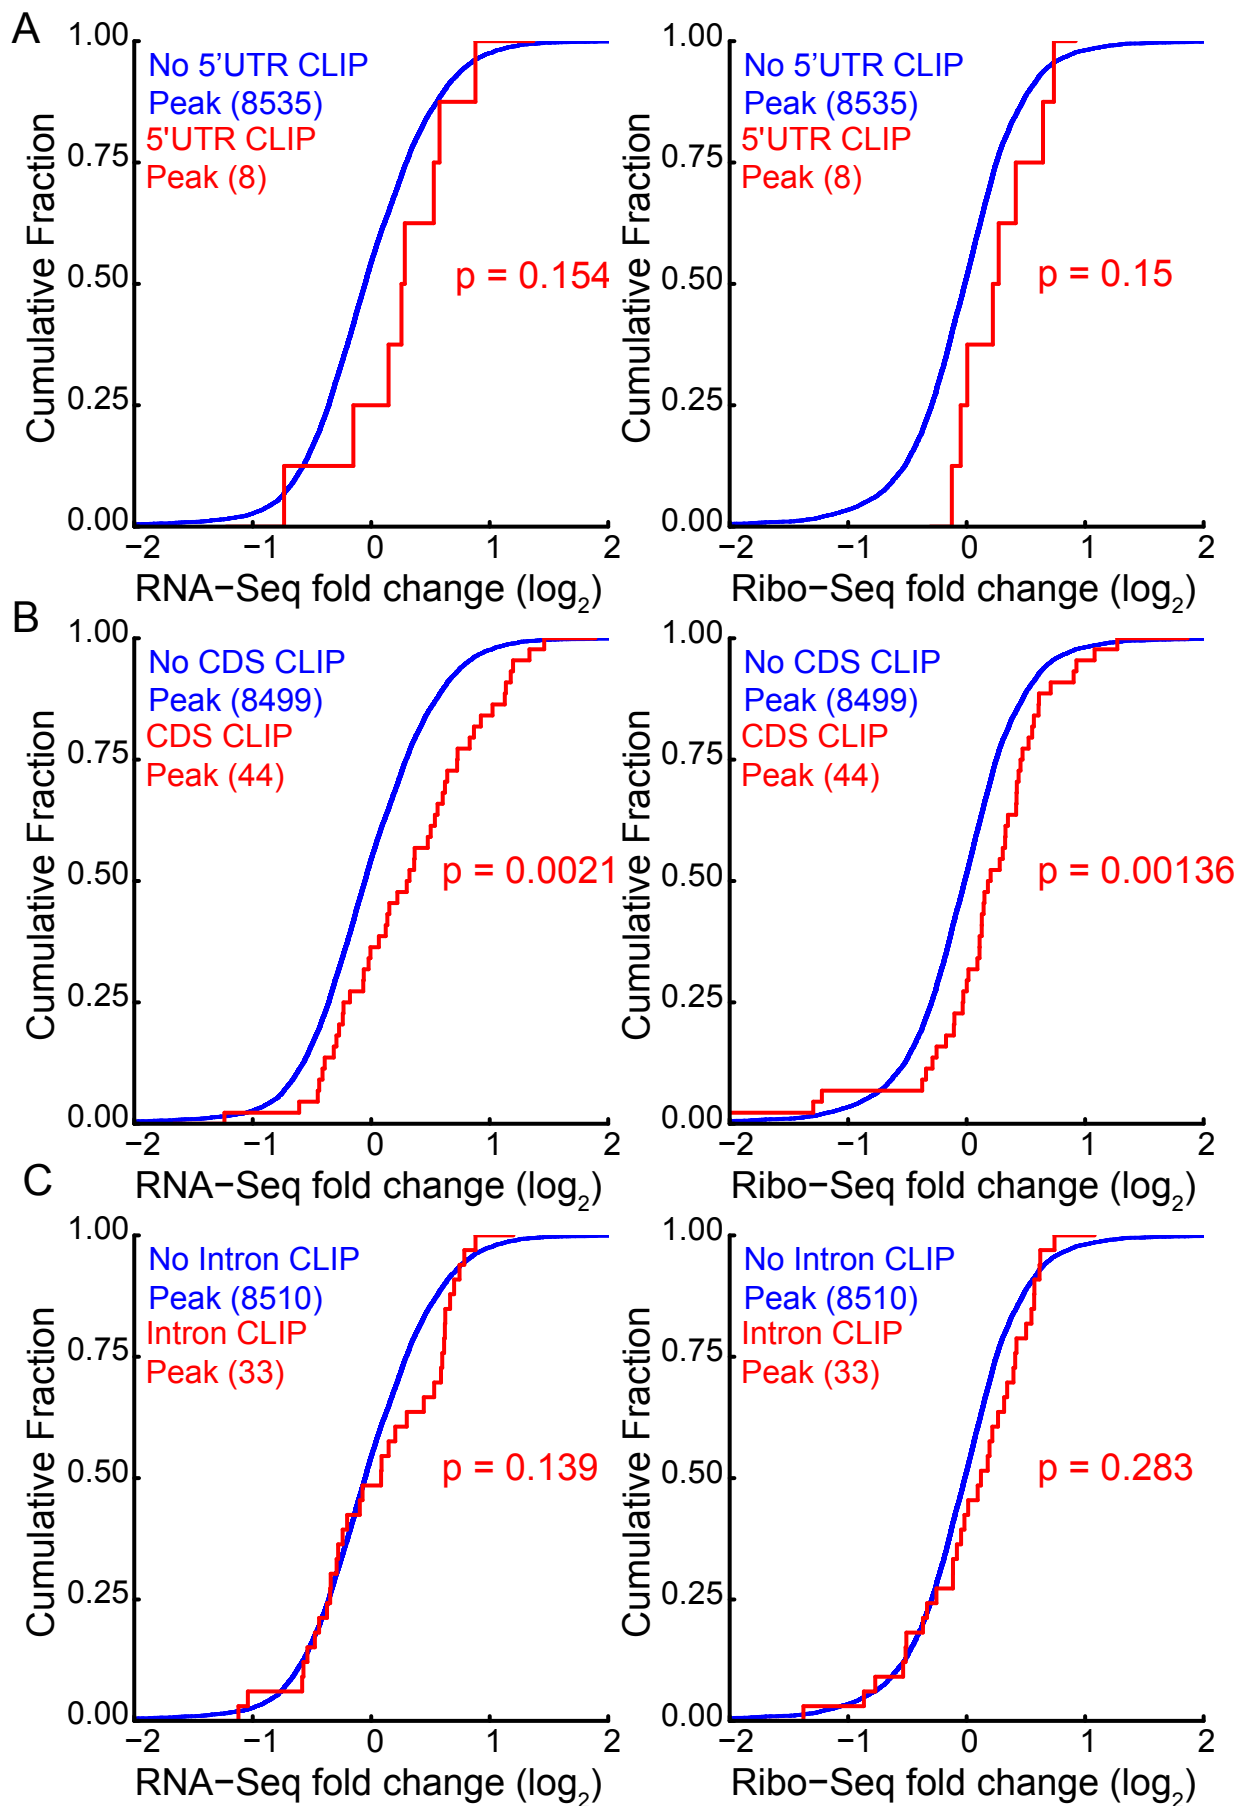 A
1.00
0.75
0.50
0.25
0.00
Cumulative Fraction
No 5’UTR CLIP
Peak (8535)
5'UTR CLIP
Peak (8)
p = 0.154
−2 −1 0 1 2
RNA−Seq fold change (log2)
1.00
0.75
0.50
0.25
0.00
Cumulative Fraction
No 5’UTR CLIP
Peak (8535)
5'UTR CLIP
Peak (8)
p = 0.15
−2 −1 0 1 2
Ribo−Seq fold change (log2)
B
1.00
0.75
0.50
0.25
0.00
Cumulative Fraction
No CDS CLIP
Peak (8499)
CDS CLIP
Peak (44)
p = 0.0021
−2 −1 0 1 2
RNA−Seq fold change (log2)
1.00
0.75
0.50
0.25
0.00
Cumulative Fraction
No CDS CLIP
Peak (8499)
CDS CLIP
Peak (44)
p = 0.00136
−2 −1 0 1 2
Ribo−Seq fold change (log2)
C
1.00
0.75
0.50
0.25
0.00
Cumulative Fraction
No Intron CLIP
Peak (8510)
Intron CLIP
Peak (33)
p = 0.139
−2 −1 0 1 2
RNA−Seq fold change (log2)
1.00
0.75
0.50
0.25
0.00
Cumulative Fraction
No Intron CLIP
Peak (8510)
Intron CLIP
Peak (33)
p = 0.283
−2 −1 0 1 2
Ribo−Seq fold change (log2)